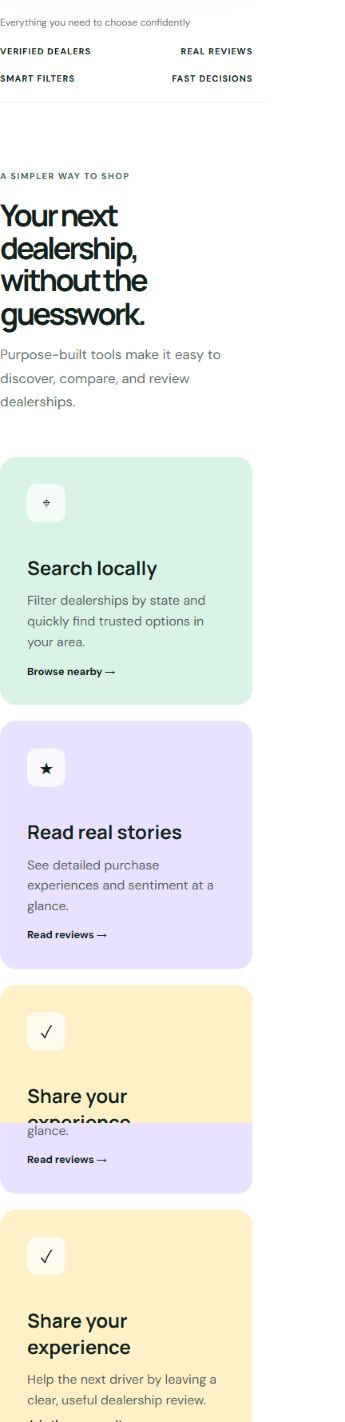 Everything you need to choose confidently
VERIFIED DEALERS
REAL REVIEWS
SMART FILTERS
FAST DECISIONS
A SIMPLER WAY TO SHOP
Your next
dealership,
without the
guesswork.
Purpose-built tools make it easy to
discover, compare, and review
dealerships.
Search locally
Filter dealerships by state and
quickly find trusted options in
your area.
Browse nearby →
Read real stories
See detailed purchase
experiences and sentiment at a
glance.
Read reviews →
Share your
experience
glance.
Read reviews →
Share your
experience
Help the next driver by leaving a
clear, useful dealership review.